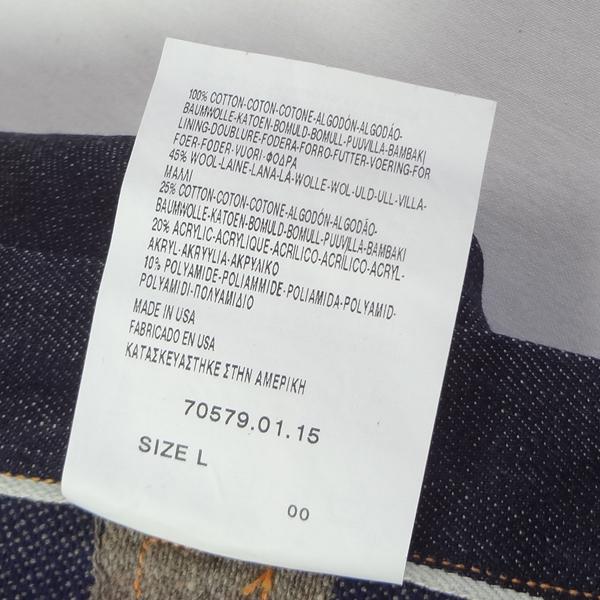 100% COTTON-COTON-COTONE-ALGODÓN-ALGODÃO-
BAUMWOLLE-KATOEN-BOMULD-BOMULL-PUUVILLA-BAMBAKI
LINING-DOUBLURE-FODERA-FORRO-FUTTER-VOERING-FOR
FOER-FODER-VUORI-ΦΟΔΡΑ
45% WOOL-LAINE-LANA-LÃ-WOLLE-WOL-ULD-ULL-VILLA-
ΜΑΛΛΙ
25% COTTON-COTON-COTONE-ALGODÓN-ALGODÃO-
BAUMWOLLE-KATOEN-BOMULD-BOMULL-PUUVILLA-BAMBAKI
20% ACRYLIC-ACRYLIQUE-ACRILICO-ACRÍLICO-ACRYL-
AKRYL-AKRYYLIA-ΑΚΡΥΛΙΚΟ
10% POLYAMIDE-POLIAMMIDE-POLIAMIDA-POLYAMID-
POLYAMIDI-ΠΟΛΥΑΜΙΔΙΟ
MADE IN USA
FABRICADO EN USA
ΚΑΤΑΣΚΕΥΑΣΤΗΚΕ ΣΤΗΝ ΑΜΕΡΙΚΗ
70579.01.15
SIZE L
00